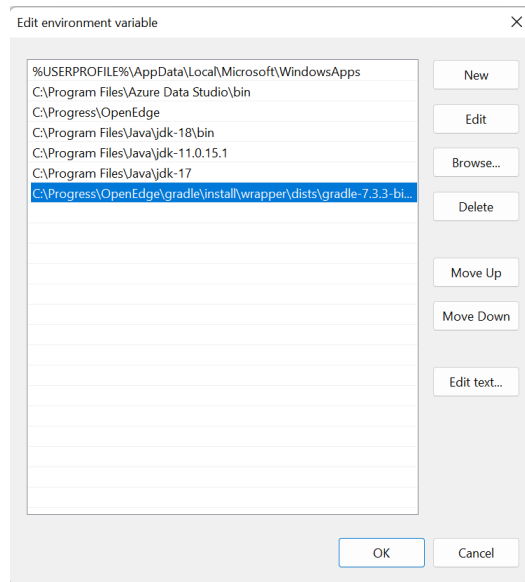 Edit environment variable
%USERPROFILE%\AppData\Local\Microsoft\WindowsApps
C:\Program Files\Azure Data Studio\bin
C:\Progress\OpenEdge
C:\Program Files\Java\jdk-18\bin
C:\Program Files\Java\jdk-11.0.15.1
C:\Program Files\Java\jdk-17
C:\Progress\OpenEdge\gradle\install\wrapper\dists\gradle-7.3.3-bi...
New
Edit
Browse...
Delete
Move Up
Move Down
Edit text...
OK
Cancel